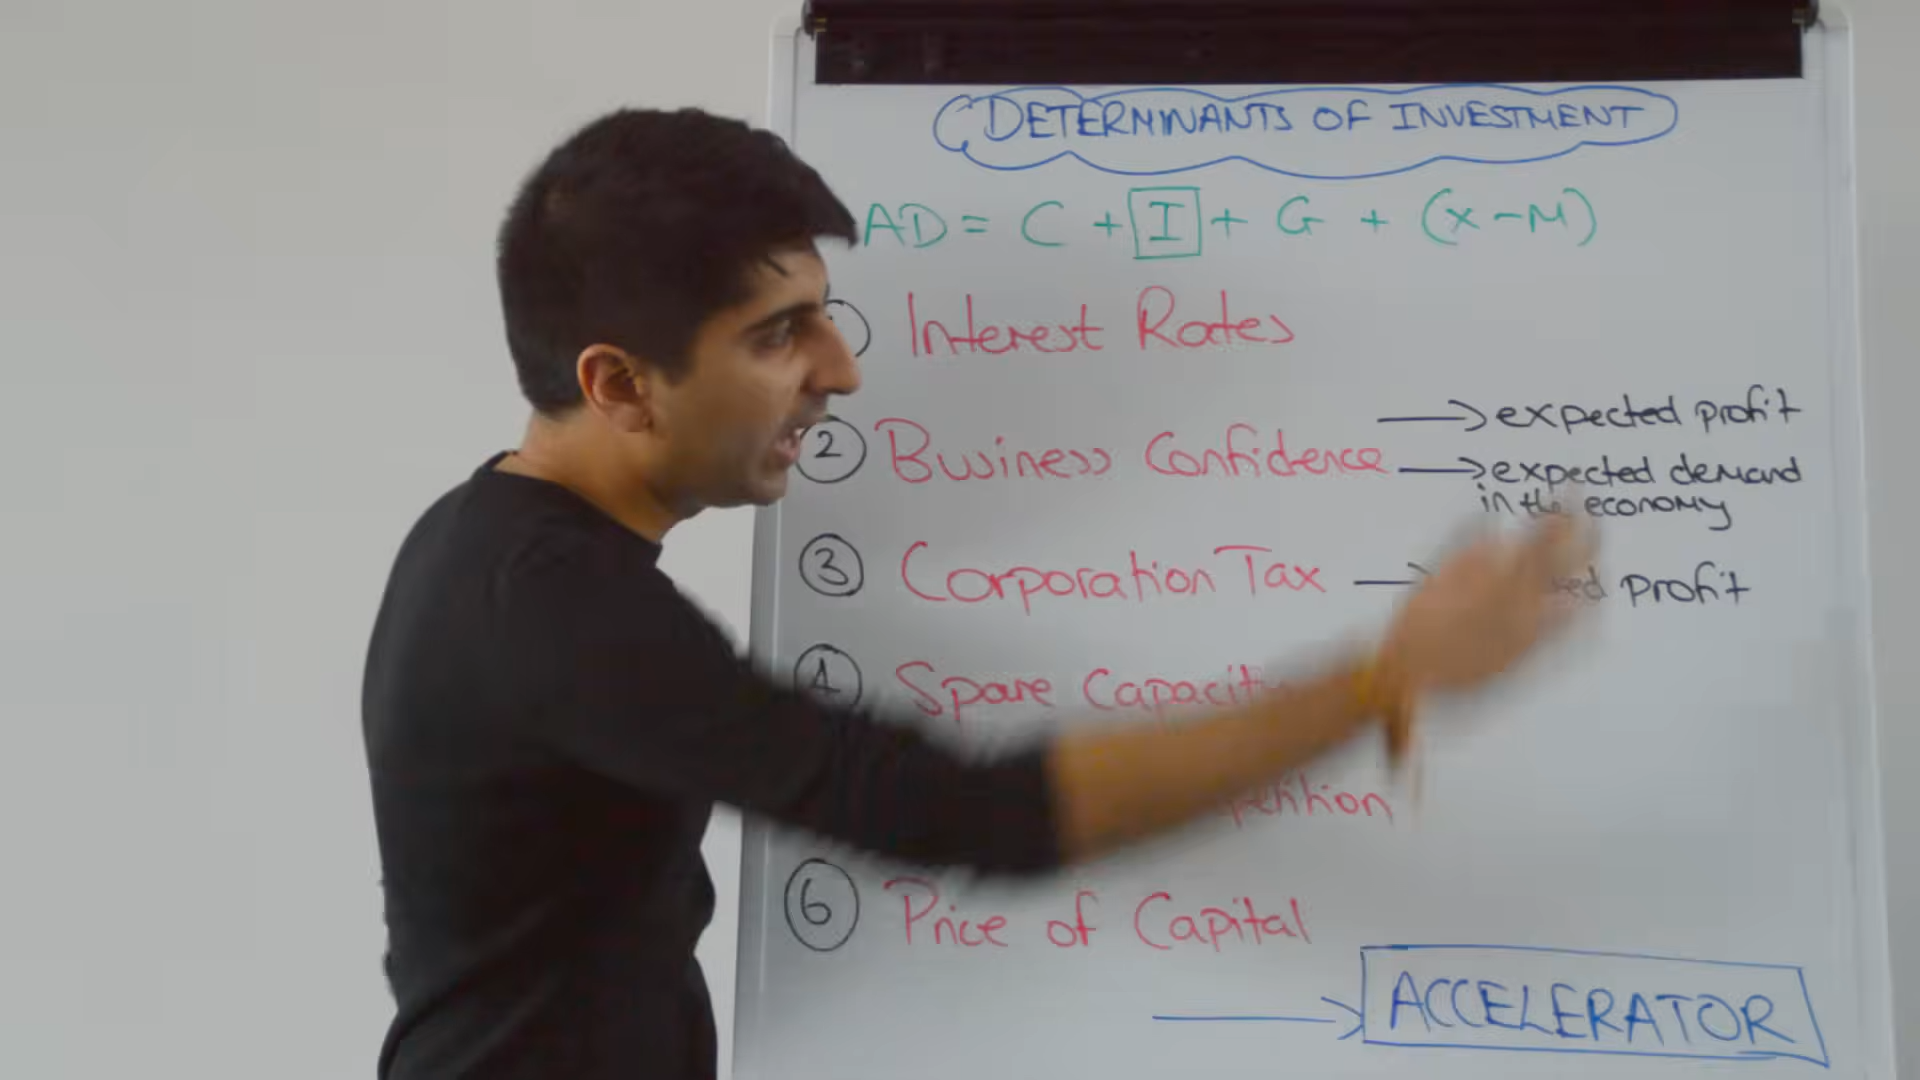 DETERMINANTS OF INVESTMENT
AD = C + I + G + (X-M)
Interest Rates
→ expected profit
2 Business Confidence → expected demand
in the economy
3 Corporation Tax → profit
4 Spare
6 Price of Capital
→ ACCELERATOR